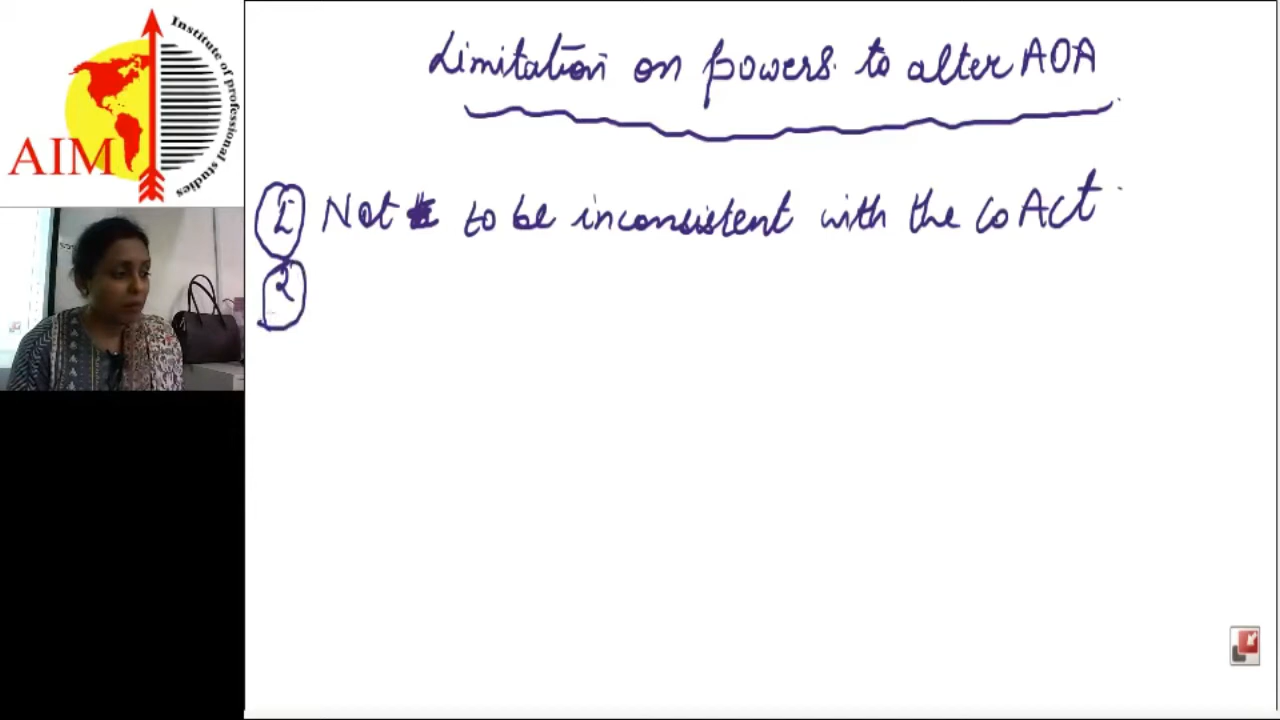 AIM
Institute of professional studies
Limitation on powers to alter AOA
1 Not to be inconsistent with the Co Act
2